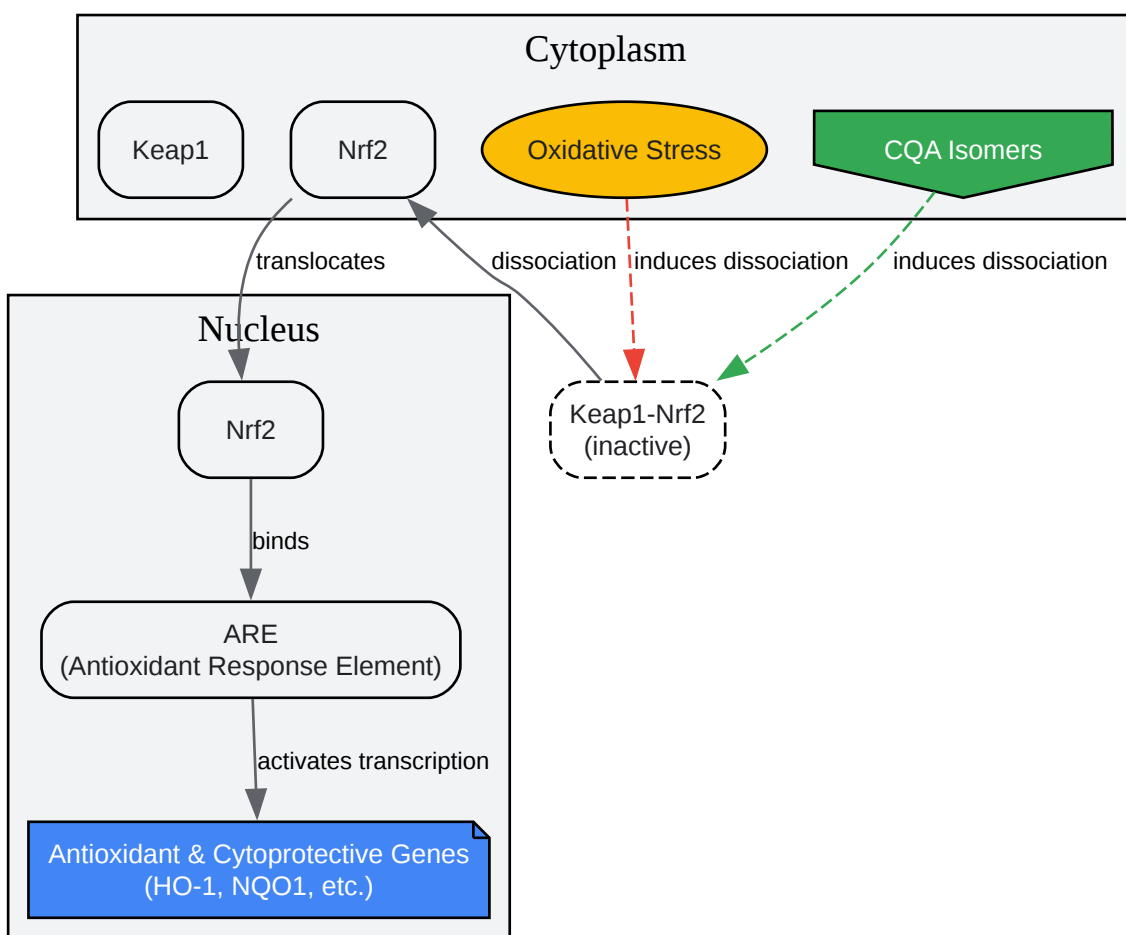 Cytoplasm
Keap1
Nrf2
Oxidative Stress
CQA Isomers
translocates
dissociation
induces dissociation
induces dissociation
Nucleus
Nrf2
Keap1-Nrf2
(inactive)
binds
ARE
(Antioxidant Response Element)
activates transcription
Antioxidant & Cytoprotective Genes
(HO-1, NQO1, etc.)